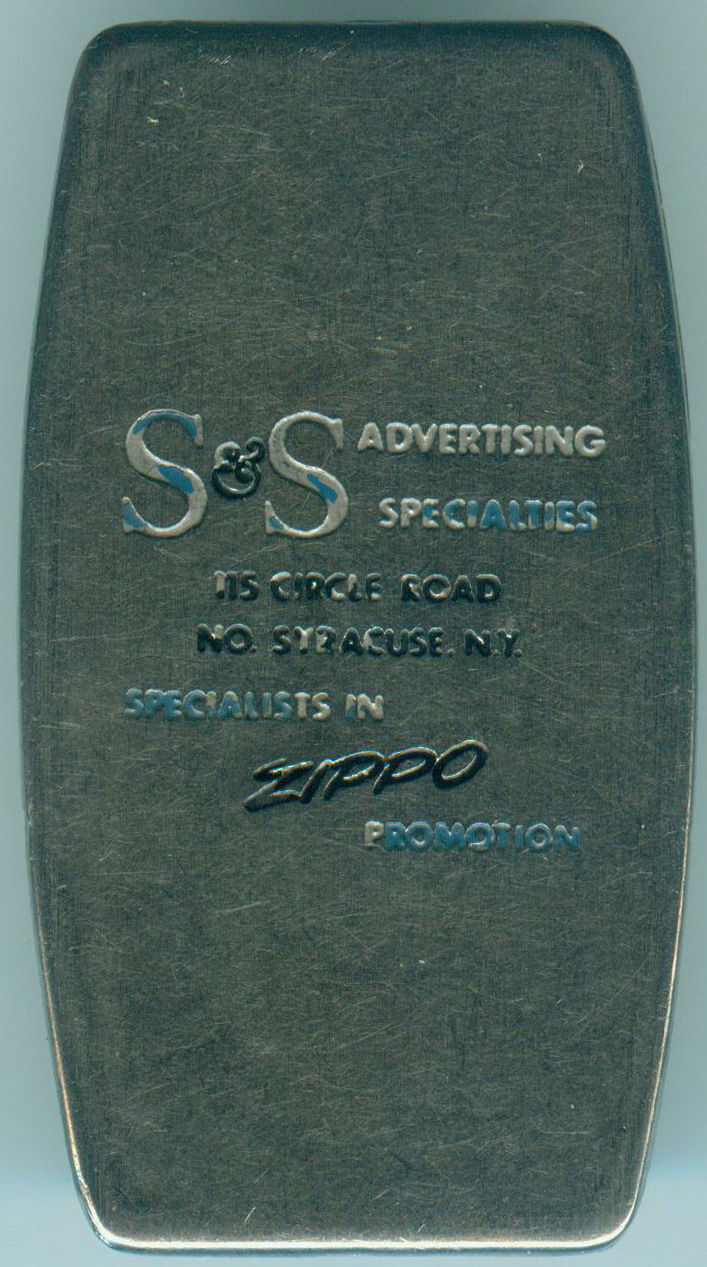 S&S ADVERTISING
SPECIALTIES
115 CIRCLE ROAD
NO. SYRACUSE. N.Y.
SPECIALISTS IN
ZIPPO
PROMOTION